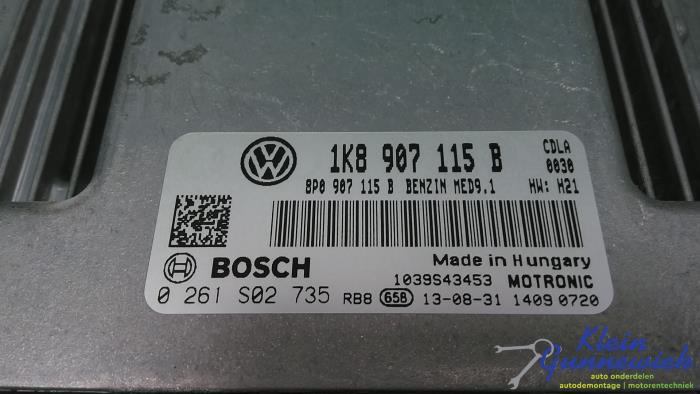 1K8 907 115 B CDLA
0030
8P0 907 115 B BENZIN MED9.1 HW: H21
BOSCH Made in Hungary
1039S43453 MOTRONIC
0 261 S02 735 RB8 65B 13-08-31 1409 0720
Klein
Gunnewiek
auto onderdelen
autodemontage | motorentechniek